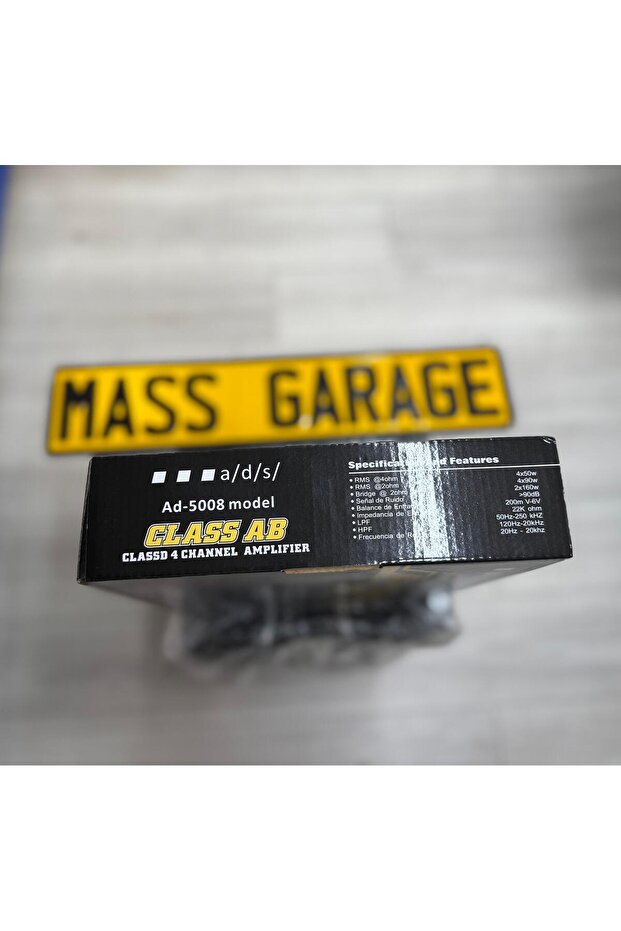 MASS GARAGE
a/d/s/
Ad-5008 model
CLASS AB
CLASSD 4 CHANNEL AMPLIFIER
Features
• RMS @4ohm 4x50w
• RMS @2ohm 4x90w
• Bridge @ 2ohm 2x160w
• Señal de Ruido >90dB
• Balance de 200m V-6V
• Impedancia de 22K ohm
• LPF 50Hz-250 kHZ
• HPF 120Hz-20kHz
• Frecuencia de 20Hz - 20khz